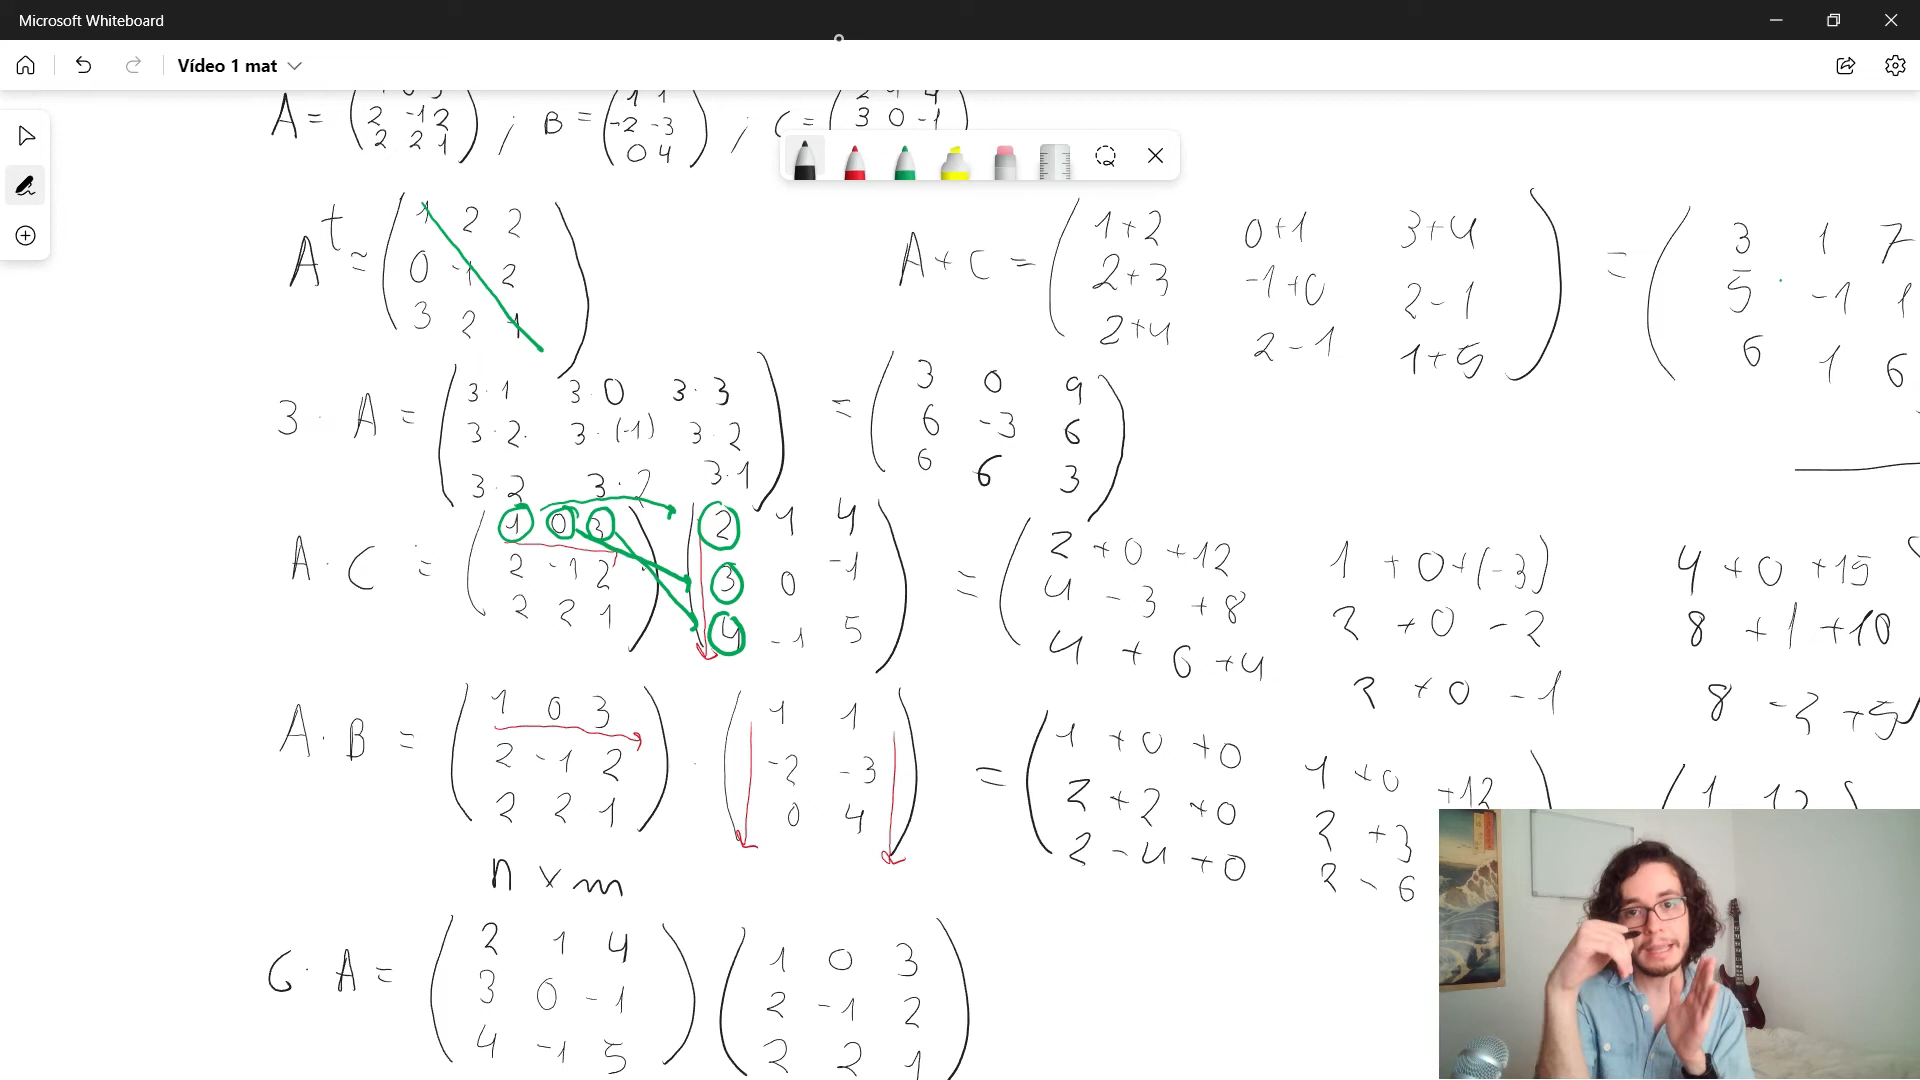 Microsoft Whiteboard
Vídeo 1 mat
A = ( 2 -1 2 ; B = ( 1 1 ; C = ( 3 0 -1
2 2 1 ) -2 -3
0 4 )
A^t = ( 1 2 2
0 -1 2
3 2 1 )
A + C = ( 1+2 0+1 3+4
2+3 -1+0 2-1
2+4 2-1 1+5 )
= ( 3 1 7
5 -1 1
6 1 6
3 · A = ( 3·1 3·0 3·3
3·2 3·(-1) 3·2
3·2 3·2 3·1 )
= ( 3 0 9
6 -3 6
6 6 3 )
A · C = ( 1 0 3
2 -1 2
2 2 1 )
( 2 1 4
3 0 -1
4 -1 5 )
= ( 2+0+12 1+0+(-3) 4+0+15
4-3+8 2+0-2 8+1+10
4+6+4 2+0-1 8-2+5
A · B = ( 1 0 3
2 -1 2
2 2 1 )
· ( 1 1
-2 -3
0 4 )
= ( 1+0+0 1+0+12 )
2+2+0 2+3
2-4+0 2-6
( 1 13
n x m
C · A = ( 2 1 4
3 0 -1
4 -1 5 )
( 1 0 3
2 -1 2
2 2 1 )